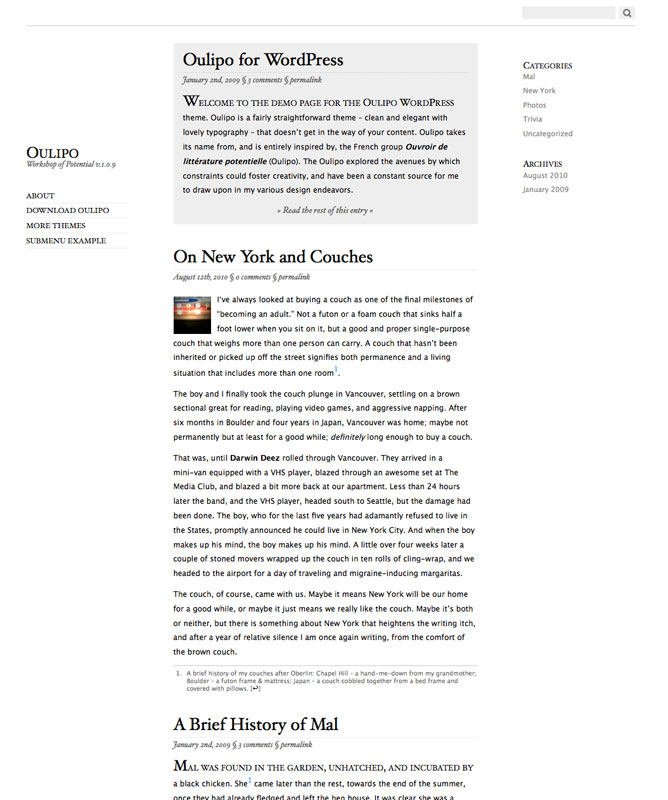 OULIPO
Workshop of Potential v.1.0.9
ABOUT
DOWNLOAD OULIPO
MORE THEMES
SUBMENU EXAMPLE
Oulipo for WordPress
January 2nd, 2009 § 3 comments § permalink
WELCOME TO THE DEMO PAGE FOR THE OULIPO WORDPRESS
theme. Oulipo is a fairly straightforward theme – clean and elegant with
lovely typography – that doesn't get in the way of your content. Oulipo takes
its name from, and is entirely inspired by, the French group Ouvroir de
littérature potentielle (Oulipo). The Oulipo explored the avenues by which
constraints could foster creativity, and have been a constant source for me
to draw upon in my various design endeavors.
» Read the rest of this entry «
On New York and Couches
August 12th, 2010 § 0 comments § permalink
I've always looked at buying a couch as one of the final milestones of
"becoming an adult." Not a futon or a foam couch that sinks half a
foot lower when you sit on it, but a good and proper single-purpose
couch that weighs more than one person can carry. A couch that hasn't been
inherited or picked up off the street signifies both permanence and a living
situation that includes more than one room1.
The boy and I finally took the couch plunge in Vancouver, settling on a brown
sectional great for reading, playing video games, and aggressive napping. After
six months in Boulder and four years in Japan, Vancouver was home; maybe not
permanently but at least for a good while; definitely long enough to buy a couch.
That was, until Darwin Deez rolled through Vancouver. They arrived in a
mini-van equipped with a VHS player, blazed through an awesome set at The
Media Club, and blazed a bit more back at our apartment. Less than 24 hours
later the band, and the VHS player, headed south to Seattle, but the damage had
been done. The boy, who for the last five years had adamantly refused to live in
the States, promptly announced he could live in New York City. And when the boy
makes up his mind, the boy makes up his mind. A little over four weeks later a
couple of stoned movers wrapped up the couch in ten rolls of cling-wrap, and we
headed to the airport for a day of traveling and migraine-inducing margaritas.
The couch, of course, came with us. Maybe it means New York will be our home
for a good while, or maybe it just means we really like the couch. Maybe it's both
or neither, but there is something about New York that heightens the writing itch,
and after a year of relative silence I am once again writing, from the comfort of
the brown couch.
1. A brief history of my couches after Oberlin: Chapel Hill – a hand-me-down from my grandmother;
Boulder – a futon frame & mattress; Japan – a couch cobbled together from a bed frame and
covered with pillows. [↩]
A Brief History of Mal
January 2nd, 2009 § 3 comments § permalink
MAL WAS FOUND IN THE GARDEN, UNHATCHED, AND INCUBATED BY
a black chicken. She1 came later than the rest, towards the end of the summer,
once they had already fledged and left the hen house. It was clear she was a
CATEGORIES
Mal
New York
Photos
Trivia
Uncategorized
ARCHIVES
August 2010
January 2009